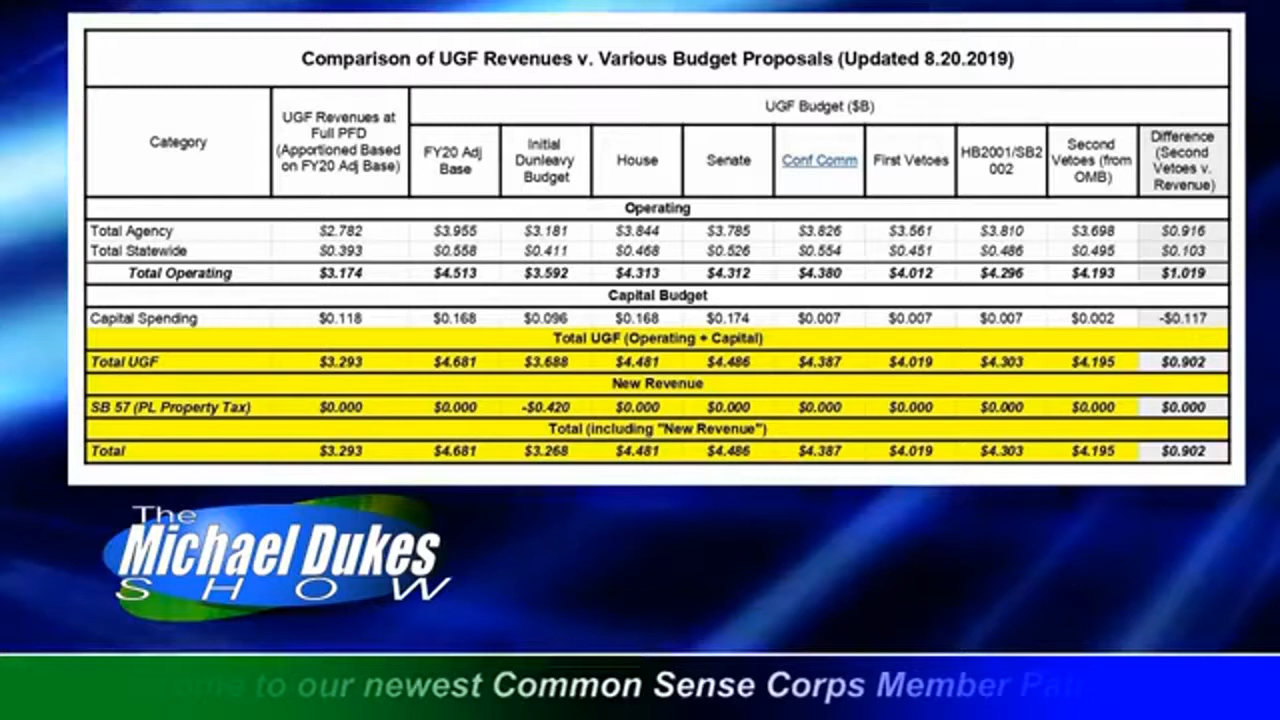 Comparison of UGF Revenues v. Various Budget Proposals (Updated 8.20.2019)
Category
UGF Revenues at
Full PFD
(Apportioned Based
on FY20 Adj Base)
UGF Budget ($B)
FY20 Adj
Base
Initial
Dunleavy
Budget
House
Senate
Conf Comm
First Vetoes
HB2001/SB2
002
Second
Vetoes (from
OMB)
Difference
(Second
Vetoes v.
Revenue)
Operating
Total Agency $2.782 $3.955 $3.181 $3.844 $3.785 $3.826 $3.561 $3.810 $3.698 $0.916
Total Statewide $0.393 $0.558 $0.411 $0.468 $0.526 $0.554 $0.451 $0.486 $0.495 $0.103
Total Operating $3.174 $4.513 $3.592 $4.313 $4.312 $4.380 $4.012 $4.296 $4.193 $1.019
Capital Budget
Capital Spending $0.118 $0.168 $0.096 $0.168 $0.174 $0.007 $0.007 $0.007 $0.002 -$0.117
Total UGF (Operating + Capital)
Total UGF $3.293 $4.681 $3.688 $4.481 $4.486 $4.387 $4.019 $4.303 $4.195 $0.902
New Revenue
SB 57 (PL Property Tax) $0.000 $0.000 -$0.420 $0.000 $0.000 $0.000 $0.000 $0.000 $0.000 $0.000
Total (including "New Revenue")
Total $3.293 $4.681 $3.268 $4.481 $4.486 $4.387 $4.019 $4.303 $4.195 $0.902
The
Michael Dukes
SHOW
to our newest Common Sense Corps Member